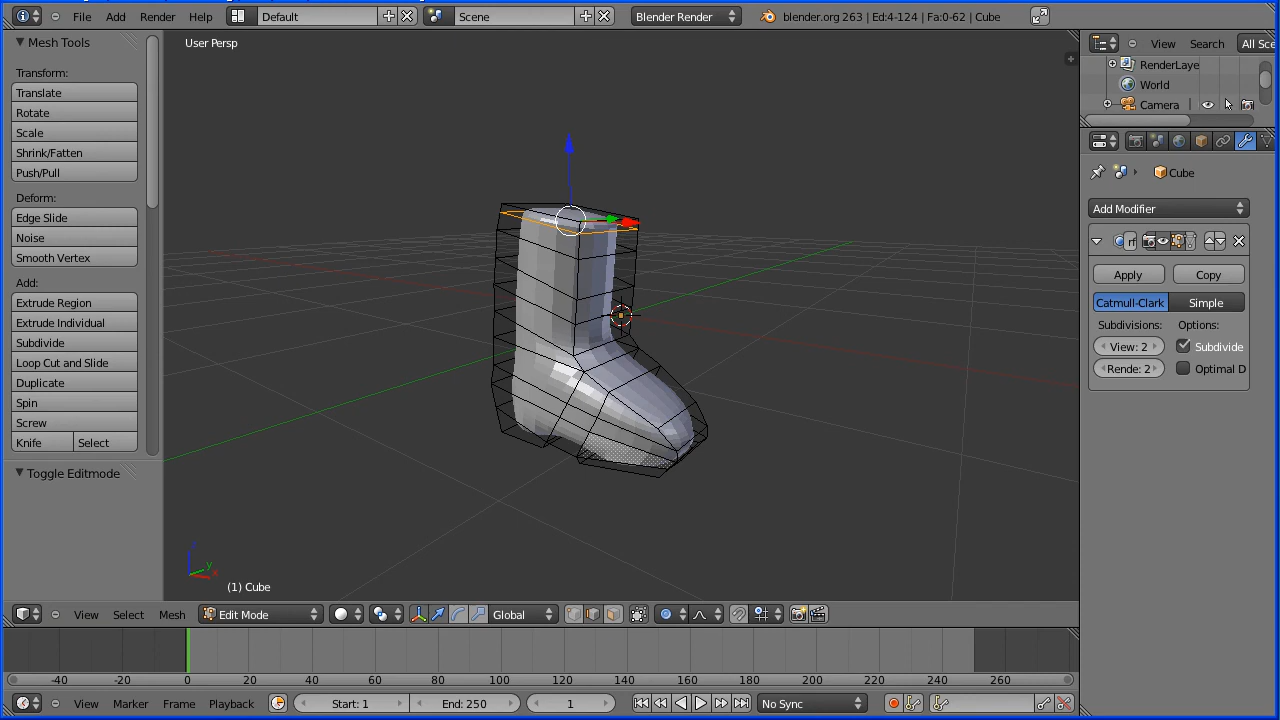 File Add Render Help Default Scene Blender Render blender.org 263 | Ed:4-124 | Fa:0-62 | Cube
Mesh Tools
Transform:
Translate
Rotate
Scale
Shrink/Fatten
Push/Pull
Deform:
Edge Slide
Noise
Smooth Vertex
Add:
Extrude Region
Extrude Individual
Subdivide
Loop Cut and Slide
Duplicate
Spin
Screw
Knife Select
Toggle Editmode
User Persp
(1) Cube
View Search All Sce
RenderLaye
World
Camera
Cube
Add Modifier
Apply Copy
Catmull-Clark Simple
Subdivisions: Options:
View: 2 Subdivide
Rende: 2 Optimal D
View Select Mesh Edit Mode Global
-40 -20 0 20 40 60 80 100 120 140 160 180 200 220 240 260
View Marker Frame Playback Start: 1 End: 250 1 No Sync